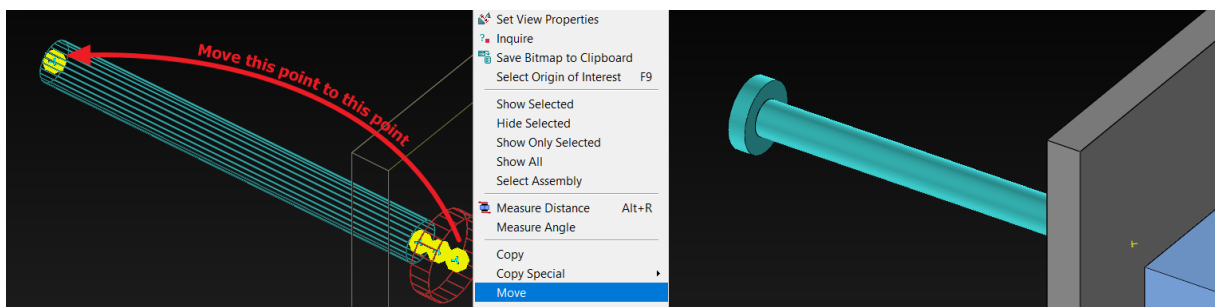 Move this point to this point
Set View Properties
Inquire
Save Bitmap to Clipboard
Select Origin of Interest F9
Show Selected
Hide Selected
Show Only Selected
Show All
Select Assembly
Measure Distance Alt+R
Measure Angle
Copy
Copy Special
Move